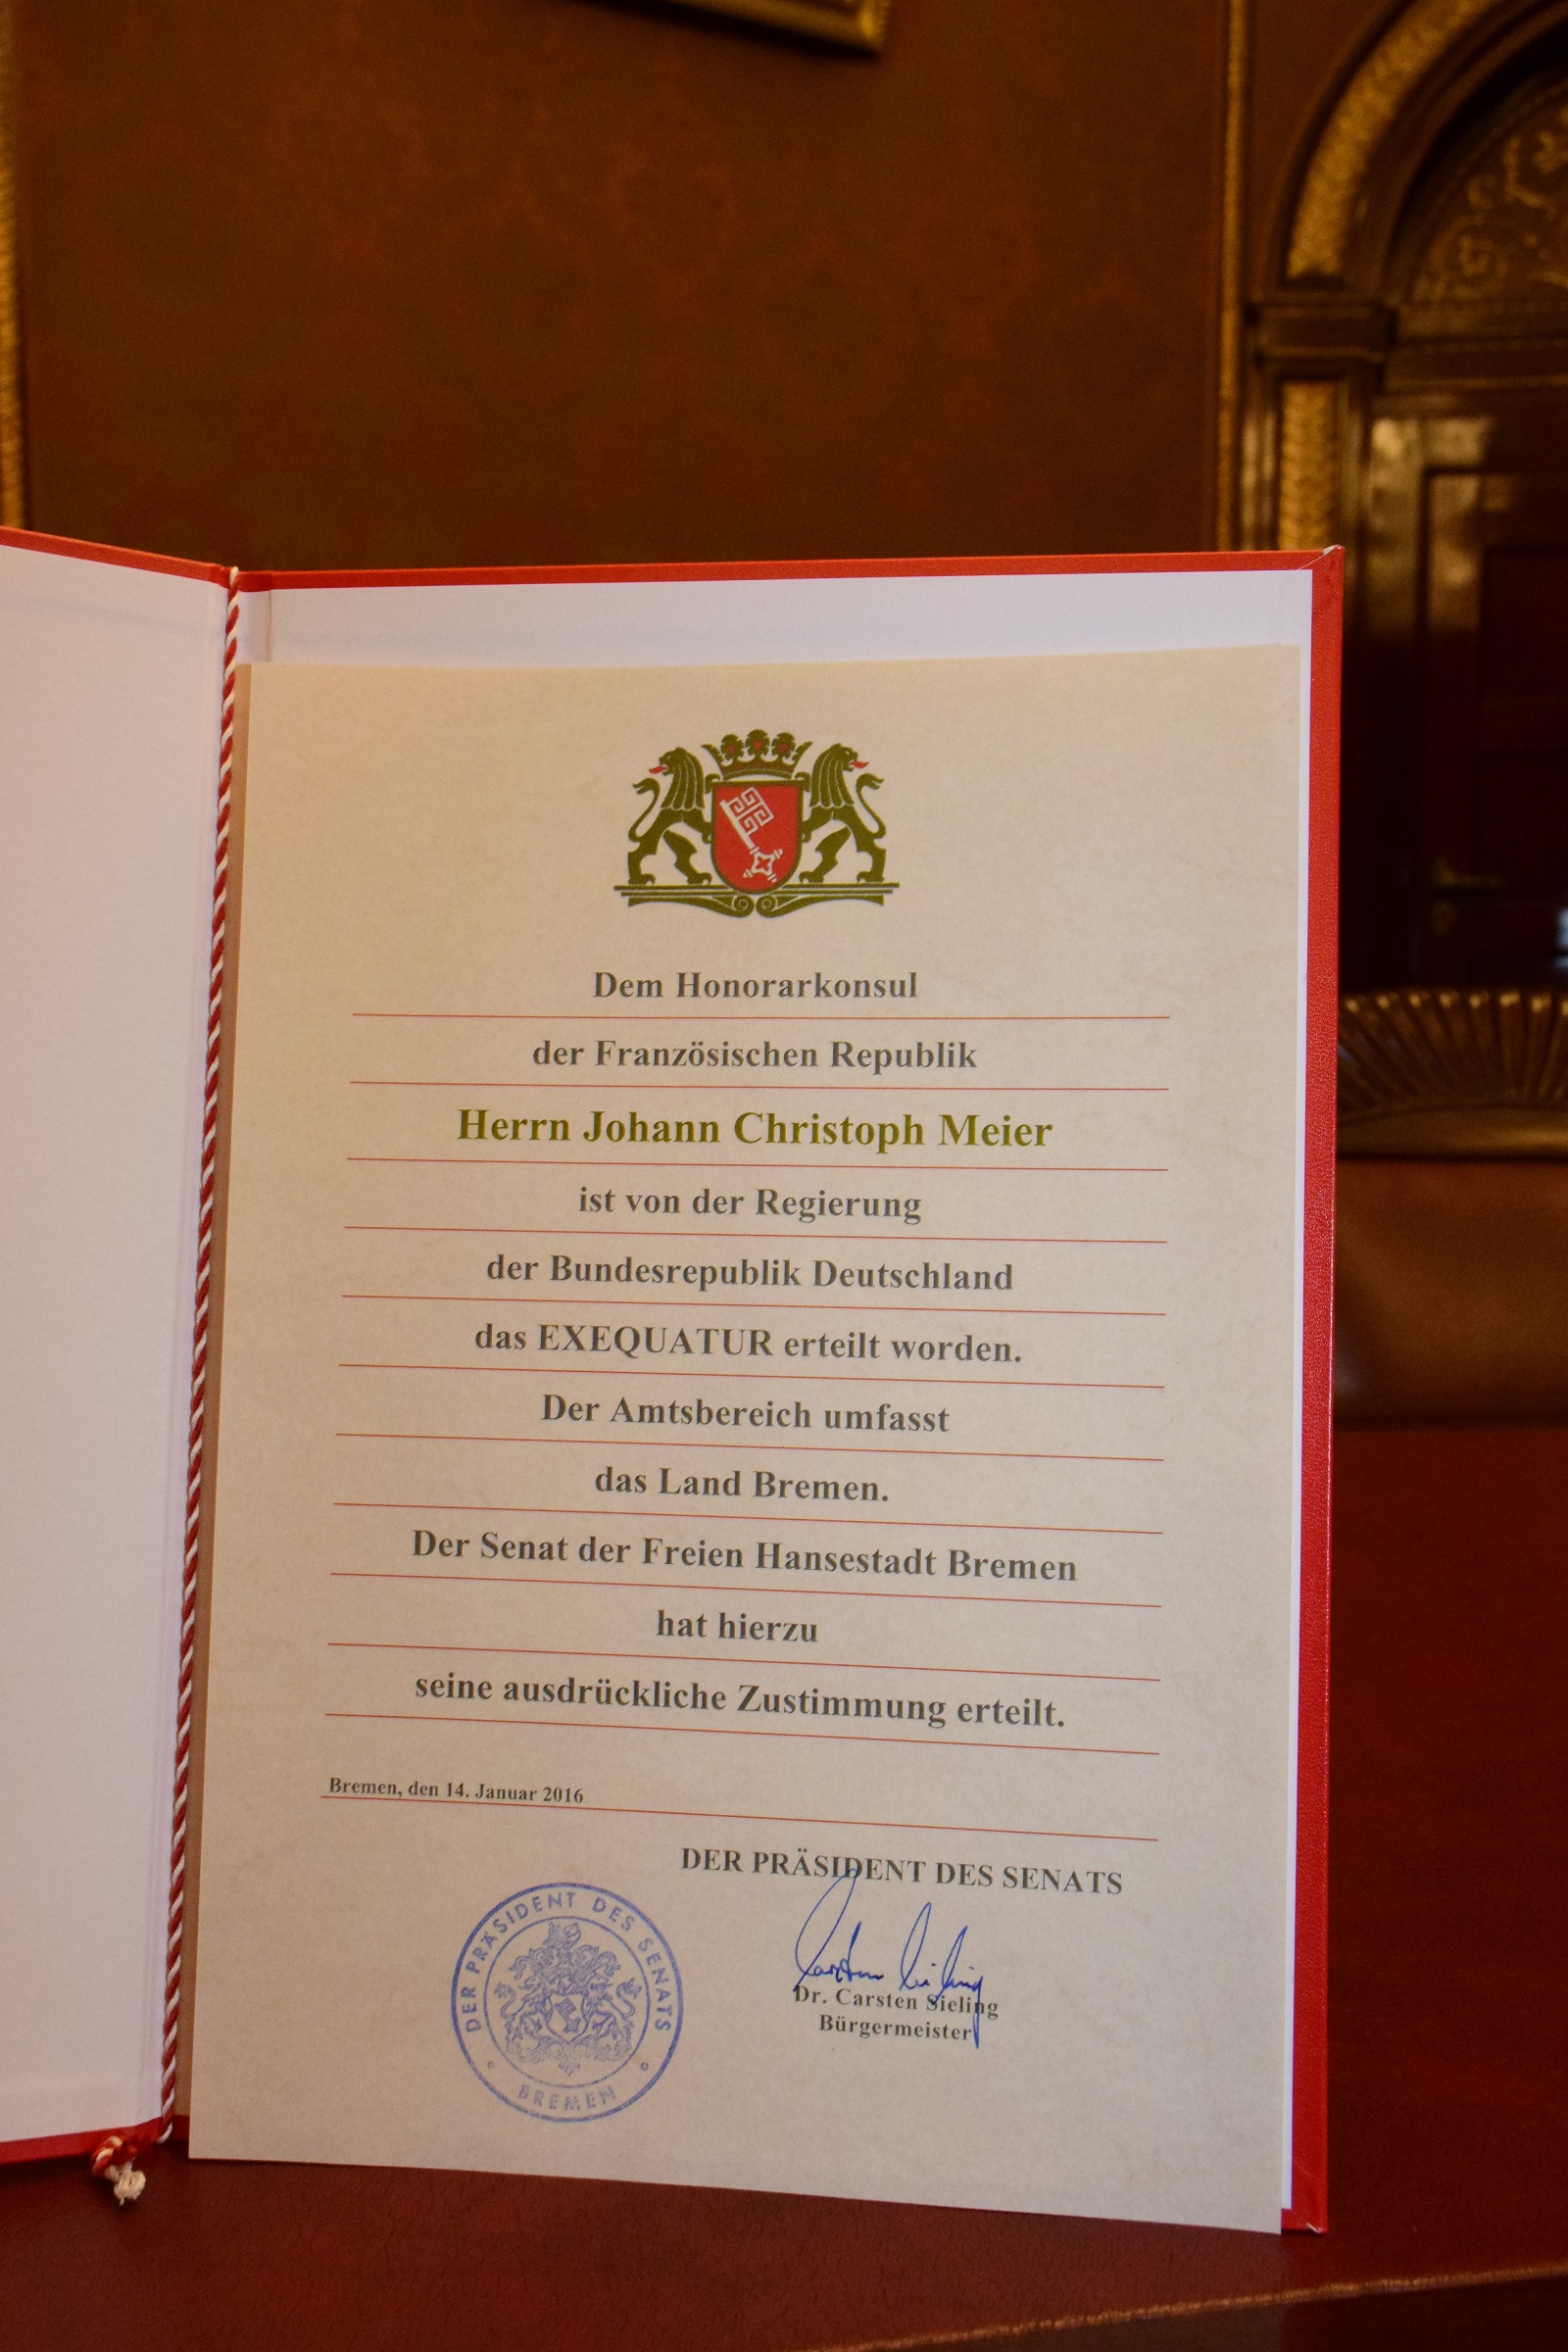 Dem Honorarkonsul
der Französischen Republik
Herrn Johann Christoph Meier
ist von der Regierung
der Bundesrepublik Deutschland
das EXEQUATUR erteilt worden.
Der Amtsbereich umfasst
das Land Bremen.
Der Senat der Freien Hansestadt Bremen
hat hierzu
seine ausdrückliche Zustimmung erteilt.
Bremen, den 14. Januar 2016
DER PRÄSIDENT DES SENATS
DER PRÄSIDENT DES SENATS
BREMEN
Carsten Sieling
Dr. Carsten Sieling
Bürgermeister